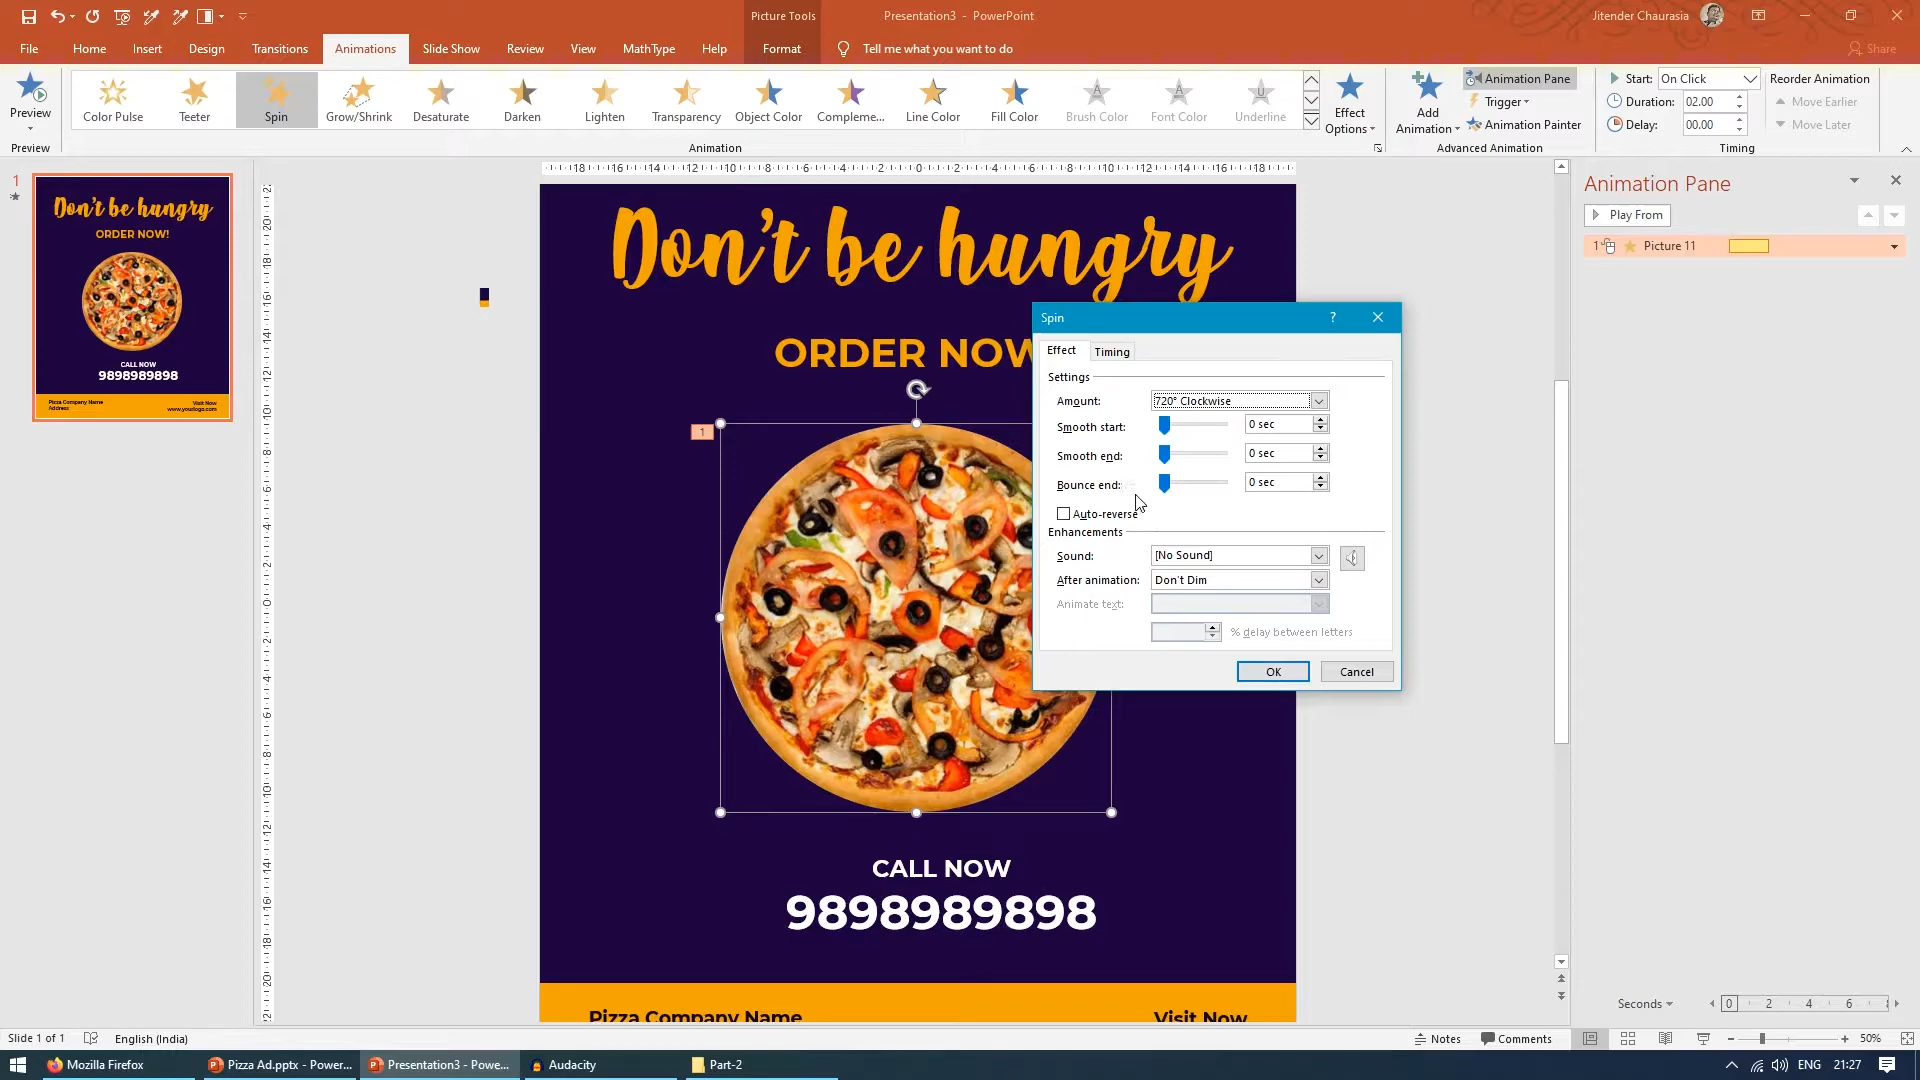 Picture Tools
Presentation3 - PowerPoint
Jitender Chaurasia
File
Home
Insert
Design
Transitions
Animations
Slide Show
Review
View
MathType
Help
Format
Tell me what you want to do
Share
Preview
Color Pulse
Teeter
Spin
Grow/Shrink
Desaturate
Darken
Lighten
Transparency
Object Color
Compleme...
Line Color
Fill Color
Brush Color
Font Color
Underline
Effect
Options
Add
Animation
Animation Pane
Trigger
Animation Painter
Start: On Click
Duration: 02.00
Delay: 00.00
Reorder Animation
Move Earlier
Move Later
Preview
Animation
Advanced Animation
Timing
1
Don't be hungry
ORDER NOW!
CALL NOW
9898989898
Pizza Company Name
Address
Visit Now
www.yourlogo.com
Don't be hungry
ORDER NOW
1
CALL NOW
9898989898
Pizza Company Name
Visit Now
Spin
?
Effect
Timing
Settings
Amount: 720° Clockwise
Smooth start: 0 sec
Smooth end: 0 sec
Bounce end: 0 sec
Auto-reverse
Enhancements
Sound: [No Sound]
After animation: Don't Dim
Animate text:
% delay between letters
OK
Cancel
Animation Pane
Play From
1 Picture 11
Seconds
0 2 4 6
Slide 1 of 1
English (India)
Notes
Comments
50%
Mozilla Firefox
Pizza Ad.pptx - Power...
Presentation3 - Powe...
Audacity
Part-2
ENG
21:27